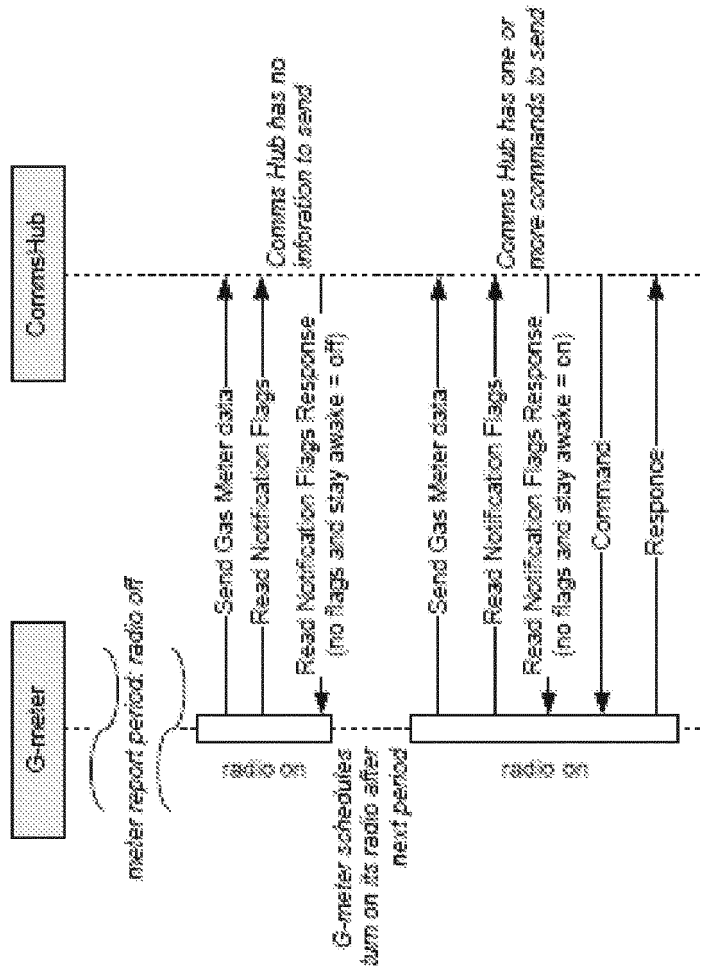 G-meter
CommsHub
meter report period: radio off
radio on
Send Gas Meter data
Read Notification Flags
Comms Hub has no
inforation to send
Read Notification Flags Response
(no flags and stay awake = off)
G-meter schedules
turn on its radio after
next period
radio on
Send Gas Meter data
Read Notification Flags
Comms Hub has one or
more commands to send
Read Notification Flags Response
(no flags and stay awake = on)
Command
Responce